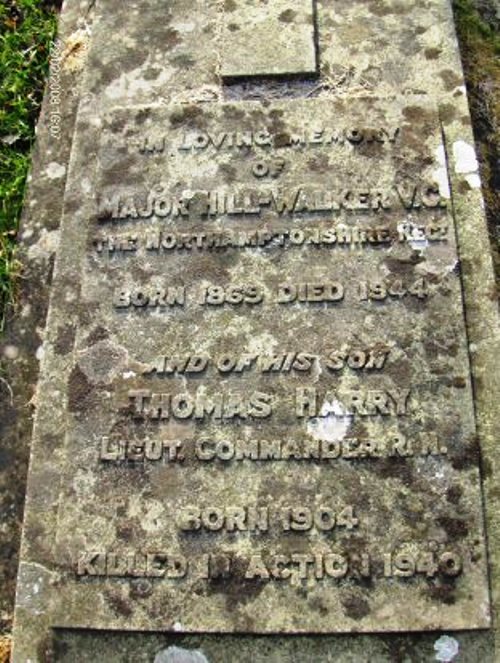 IN LOVING MEMORY
OF
MAJOR HILL-WALKER V.C.
THE NORTHAMPTONSHIRE REGT
BORN 1869 DIED 1944
AND OF HIS SON
THOMAS HARRY
LIEUT. COMMANDER R.N.
BORN 1904
KILLED IN ACTION 1940